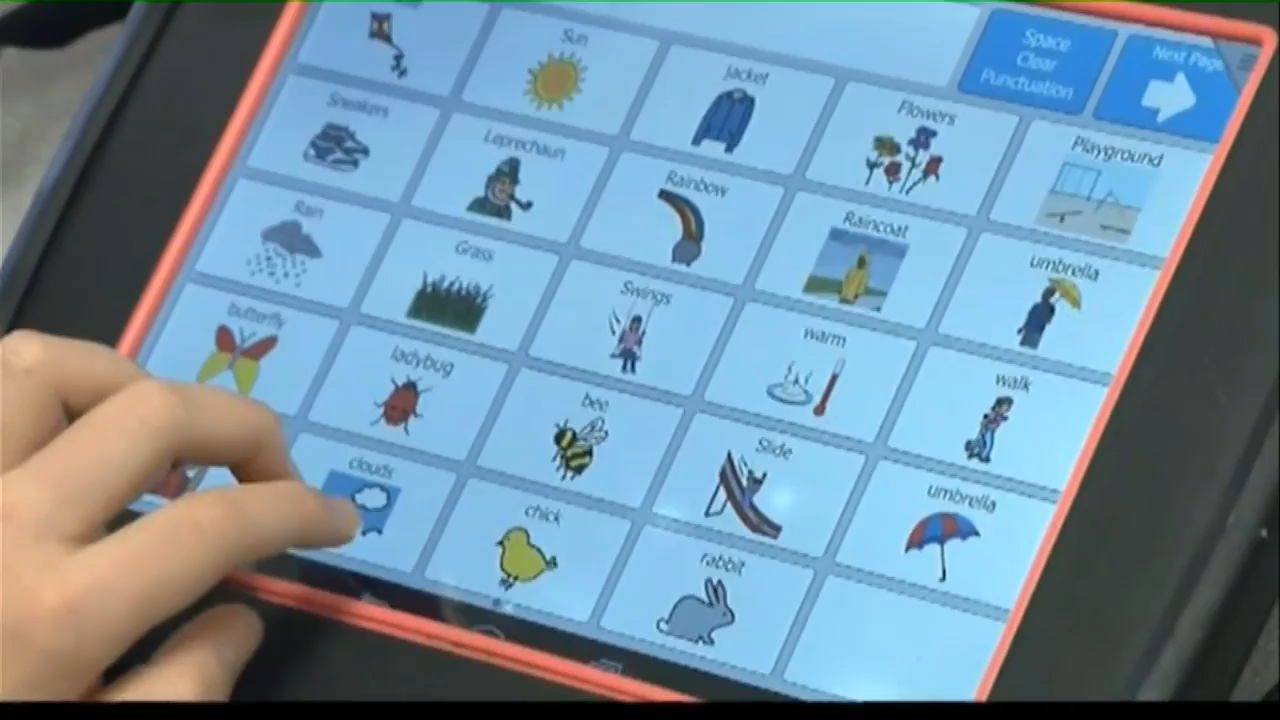 Space
Clear
Punctuation
Next Page
Sun
Jacket
Flowers
Playground
Sneakers
Leprechaun
Rainbow
Raincoat
umbrella
Rain
Grass
Swings
warm
walk
butterfly
ladybug
bee
Slide
umbrella
clouds
chick
rabbit